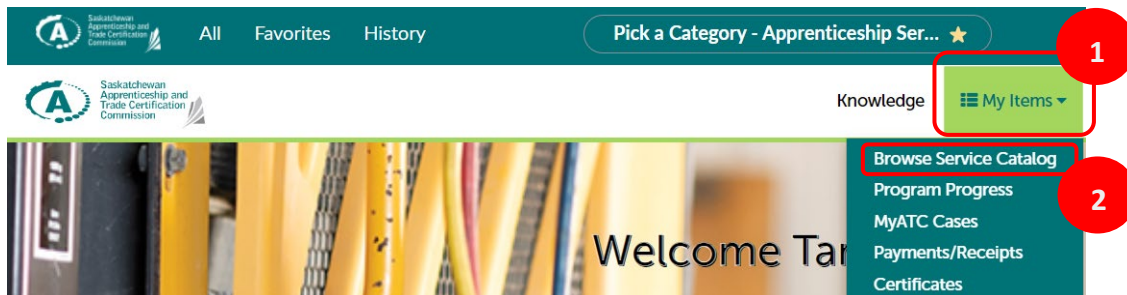 Saskatchewan
Apprenticeship and
Trade Certification
Commission
All Favorites History Pick a Category - Apprenticeship Ser...
1
Saskatchewan
Apprenticeship and
Trade Certification
Commission
Knowledge My Items
Browse Service Catalog
Program Progress
2
MyATC Cases
Welcome Tar
Payments/Receipts
Certificates